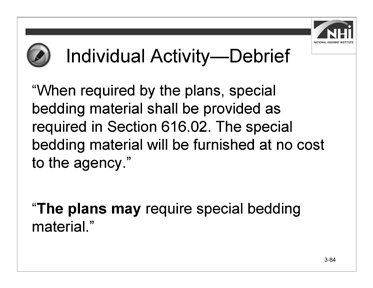 NHI
NATIONAL HIGHWAY INSTITUTE
Individual Activity—Debrief
“When required by the plans, special
bedding material shall be provided as
required in Section 616.02. The special
bedding material will be furnished at no cost
to the agency.”
“The plans may require special bedding
material.”
3-84